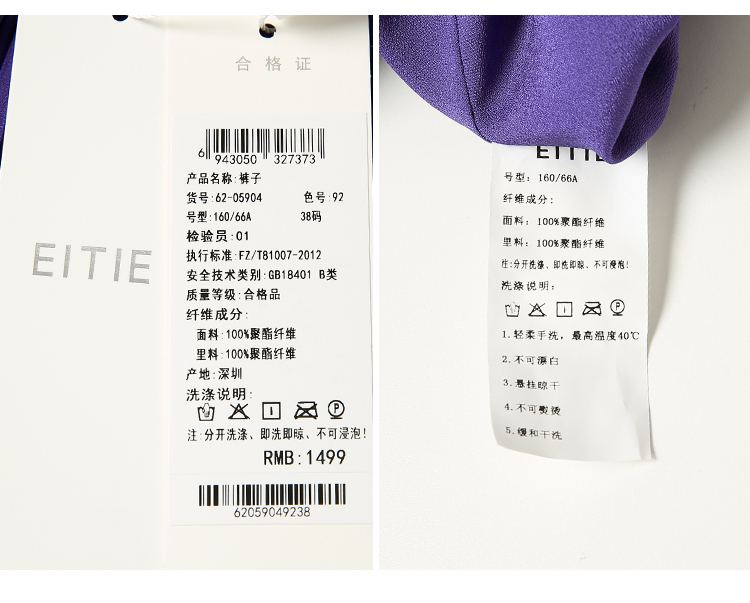 合格证
6 943050 327373
产品名称:裤子
货号:62-05904 色号:92
号型:160/66A 38码
检验员:01
执行标准:FZ/T81007-2012
安全技术类别:GB18401 B类
质量等级:合格品
纤维成分:
面料:100%聚酯纤维
里料:100%聚酯纤维
产地:深圳
洗涤说明:
P
注:分开洗涤、即洗即晾、不可浸泡!
RMB:1499
62059049238
EITIE
EITIE
号型: 160/66A
纤维成分:
面料: 100%聚酯纤维
里料: 100%聚酯纤维
注:分开洗涤、即洗即晾、不可浸泡!
洗涤说明:
P
1.轻柔手洗，最高温度40℃
2.不可漂白
3.悬挂晾干
4.不可熨烫
5.缓和干洗